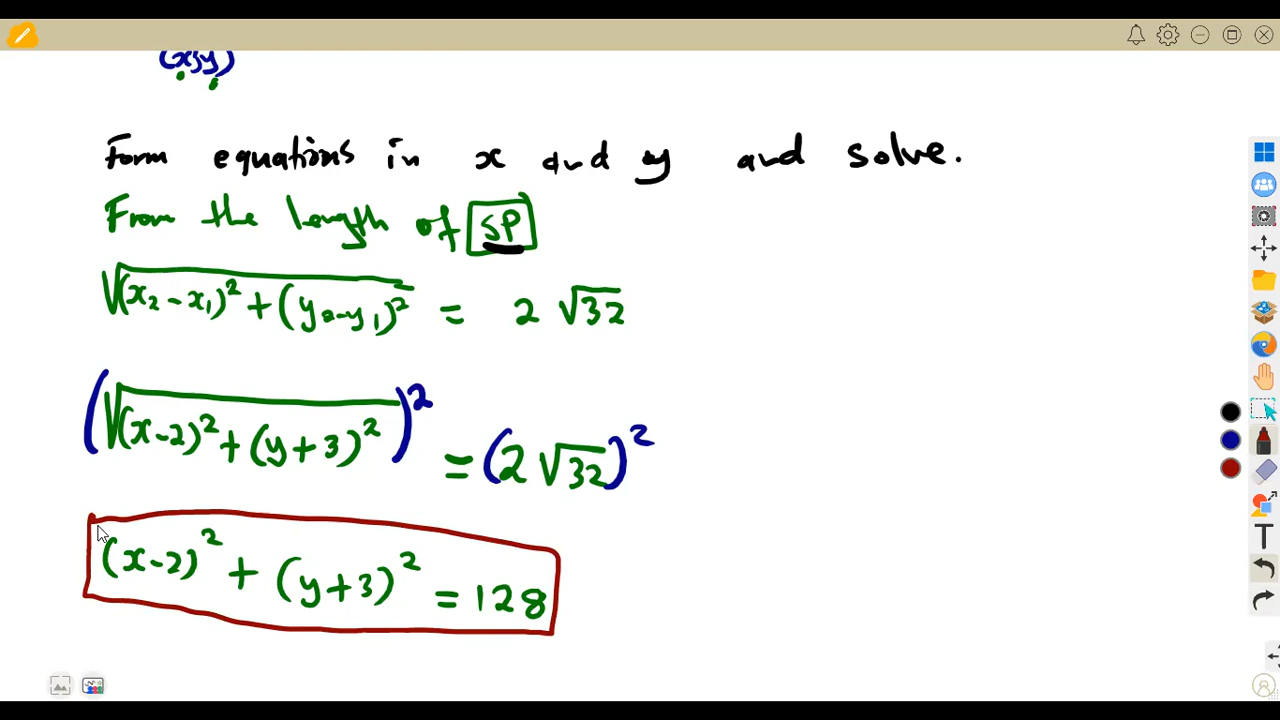 (x;y)
Form equations in x and y and solve.
From the length of SP
√(x₂-x₁)² + (y₂-y₁)² = 2√32
(√(x-2)² + (y+3)²)² = (2√32)²
(x-2)² + (y+3)² = 128
T